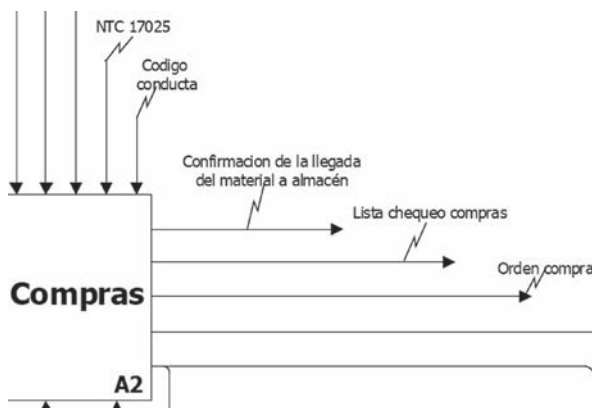 NTC 17025
Codigo
conducta
Confirmacion de la llegada
del material a almacén
Lista chequeo compras
Orden compra
Compras
A2